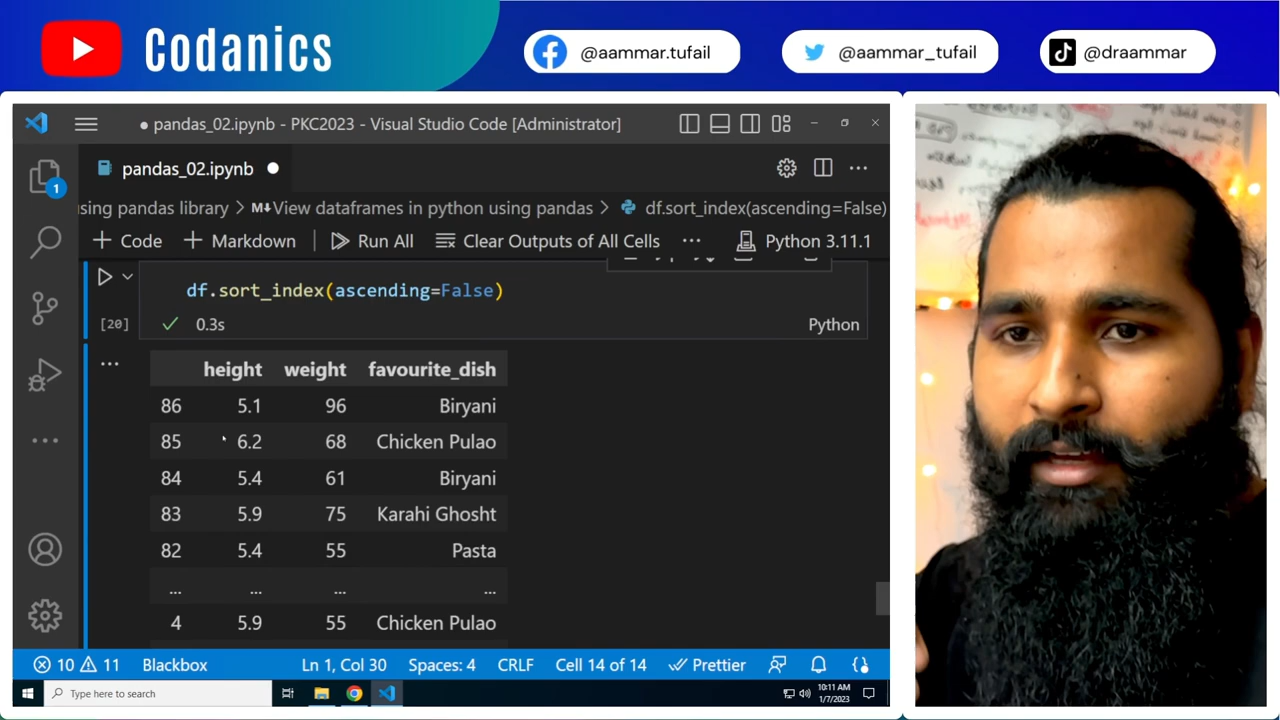 Codanics
@aammar.tufail
@aammar_tufail
@draammar
pandas_02.ipynb - PKC2023 - Visual Studio Code [Administrator]
pandas_02.ipynb
1
sing pandas library > M↓View dataframes in python using pandas > df.sort_index(ascending=False)
+ Code + Markdown Run All Clear Outputs of All Cells ... Python 3.11.1
df.sort_index(ascending=False)
[20] ✓ 0.3s Python
height weight favourite_dish
86 5.1 96 Biryani
85 6.2 68 Chicken Pulao
84 5.4 61 Biryani
83 5.9 75 Karahi Ghosht
82 5.4 55 Pasta
... ... ... ...
4 5.9 55 Chicken Pulao
10 11 Blackbox Ln 1, Col 30 Spaces: 4 CRLF Cell 14 of 14 Prettier
Type here to search
10:11 AM
1/7/2023